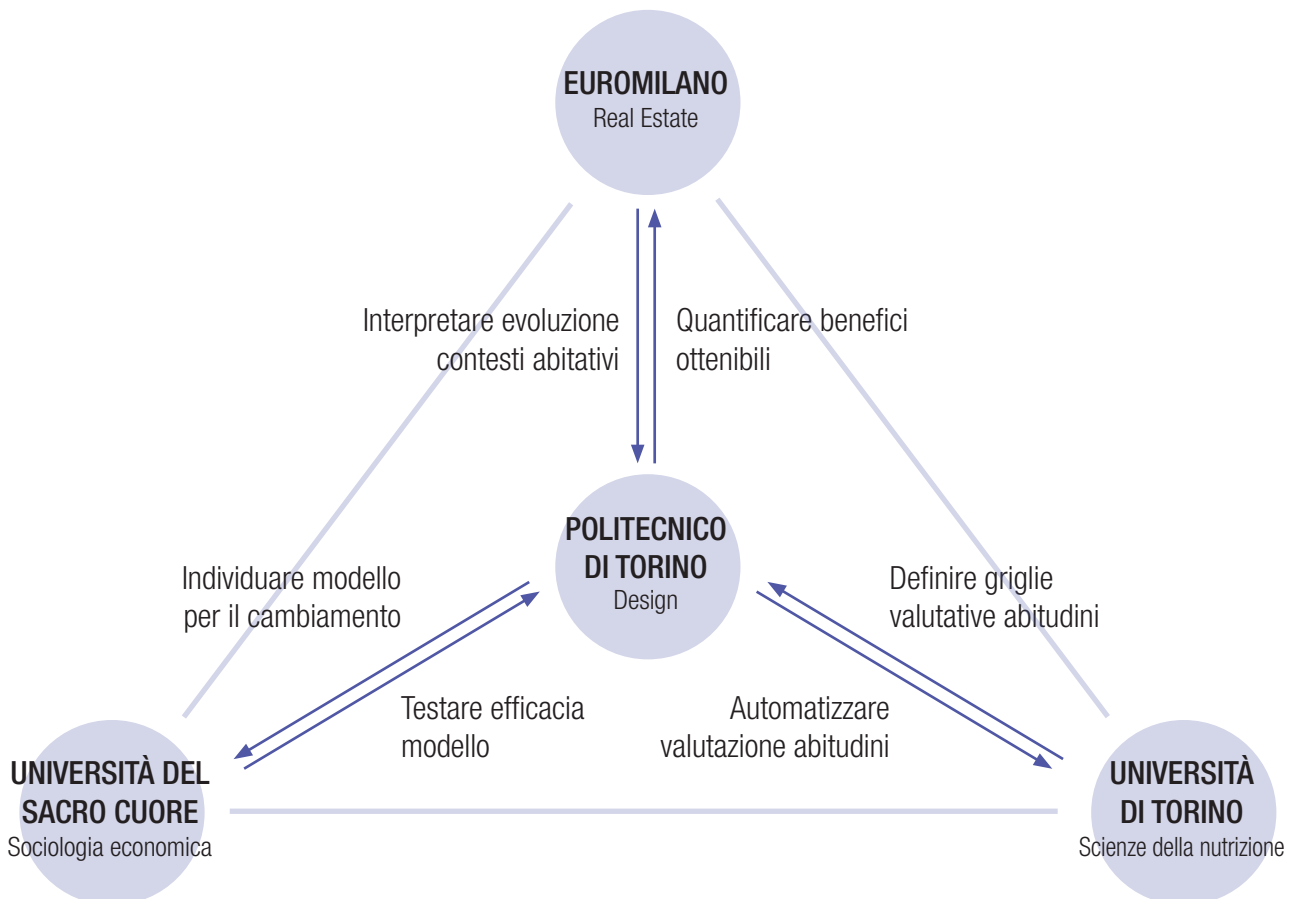 EUROMILANO
Real Estate
Interpretare evoluzione
contesti abitativi
Quantificare benefici
ottenibili
POLITECNICO
DI TORINO
Design
Individuare modello
per il cambiamento
Definire griglie
valutative abitudini
Testare efficacia
modello
Automatizzare
valutazione abitudini
UNIVERSITÀ DEL
SACRO CUORE
Sociologia economica
UNIVERSITÀ
DI TORINO
Scienze della nutrizione